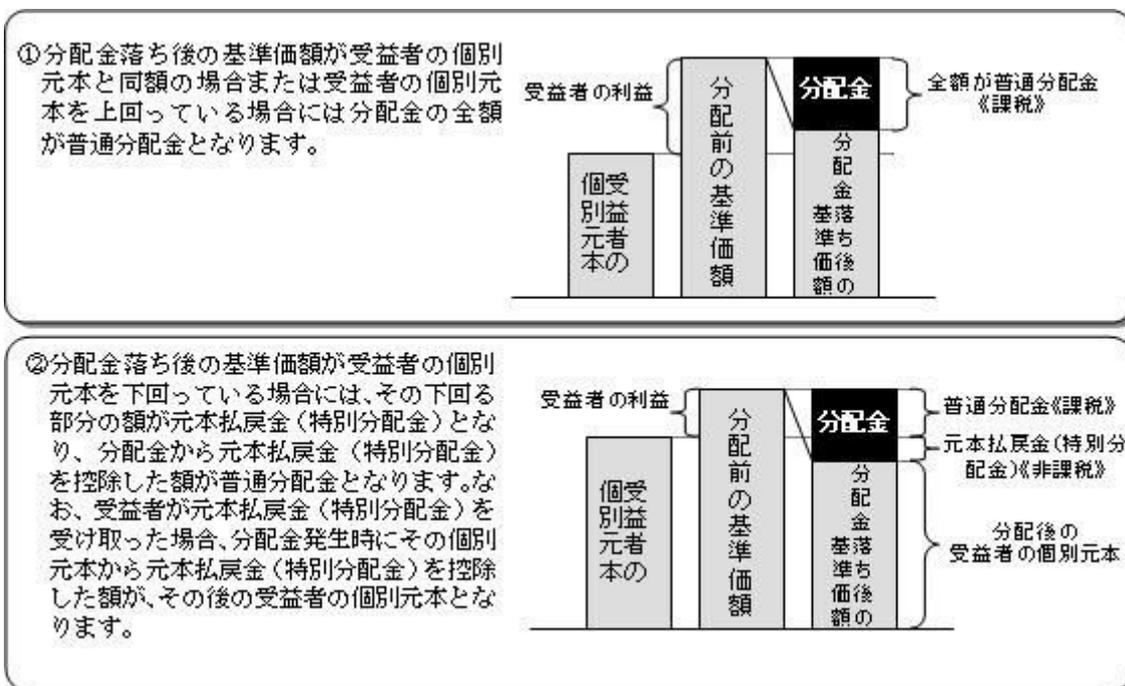 ①分配金落ち後の基準価額が受益者の個別
元本と同額の場合または受益者の個別元
本を上回っている場合には分配金の全額
が普通分配金となります。
受益者の利益
受益者の
個別元本
分配前の基準価額
分配金
分配金落ち後の
基準価額
全額が普通分配金
《課税》
②分配金落ち後の基準価額が受益者の個別
元本を下回っている場合には、その下回る
部分の額が元本払戻金（特別分配金）とな
り、分配金から元本払戻金（特別分配金）
を控除した額が普通分配金となります。な
お、受益者が元本払戻金（特別分配金）を
受け取った場合、分配金発生時にその個別
元本から元本払戻金（特別分配金）を控除
した額が、その後の受益者の個別元本とな
ります。
受益者の利益
受益者の
個別元本
分配前の基準価額
分配金
分配金落ち後の
基準価額
普通分配金《課税》
元本払戻金(特別分
配金)《非課税》
分配後の
受益者の個別元本